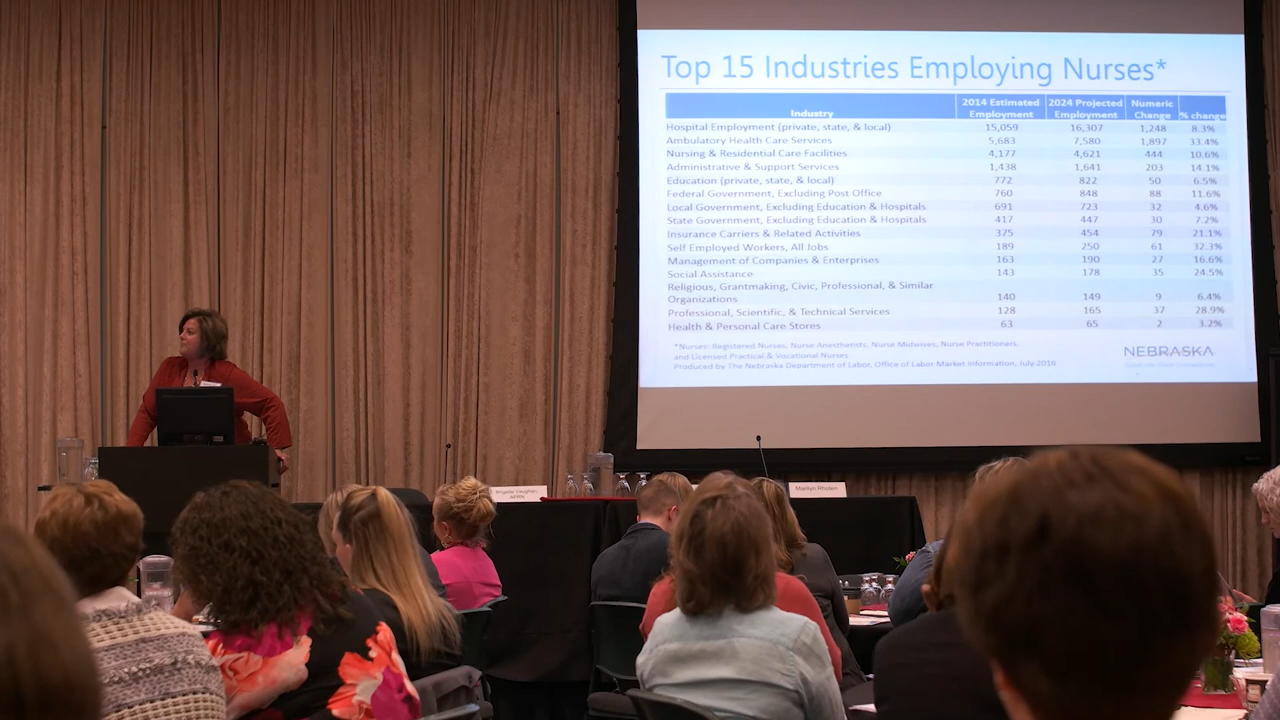 Top 15 Industries Employing Nurses*
Industry 2014 Estimated Employment 2024 Projected Employment Numeric Change % change
Hospital Employment (private, state, & local) 15,059 16,307 1,248 8.3%
Ambulatory Health Care Services 5,683 7,580 1,897 33.4%
Nursing & Residential Care Facilities 4,177 4,621 444 10.6%
Administrative & Support Services 1,438 1,641 203 14.1%
Education (private, state, & local) 772 822 50 6.5%
Federal Government, Excluding Post Office 760 848 88 11.6%
Local Government, Excluding Education & Hospitals 691 723 32 4.6%
State Government, Excluding Education & Hospitals 417 447 30 7.2%
Insurance Carriers & Related Activities 375 454 79 21.1%
Self Employed Workers, All Jobs 189 250 61 32.3%
Management of Companies & Enterprises 163 190 27 16.6%
Social Assistance 143 178 35 24.5%
Religious, Grantmaking, Civic, Professional, & Similar
Organizations 140 149 9 6.4%
Professional, Scientific, & Technical Services 128 165 37 28.9%
Health & Personal Care Stores 63 65 2 3.2%
*Nurses: Registered Nurses, Nurse Anesthetists, Nurse Midwives, Nurse Practitioners,
and Licensed Practical & Vocational Nurses
Produced by The Nebraska Department of Labor, Office of Labor Market Information, July 2016
NEBRASKA
Brigette Vaughan,
APRN
Marilyn Rhoten